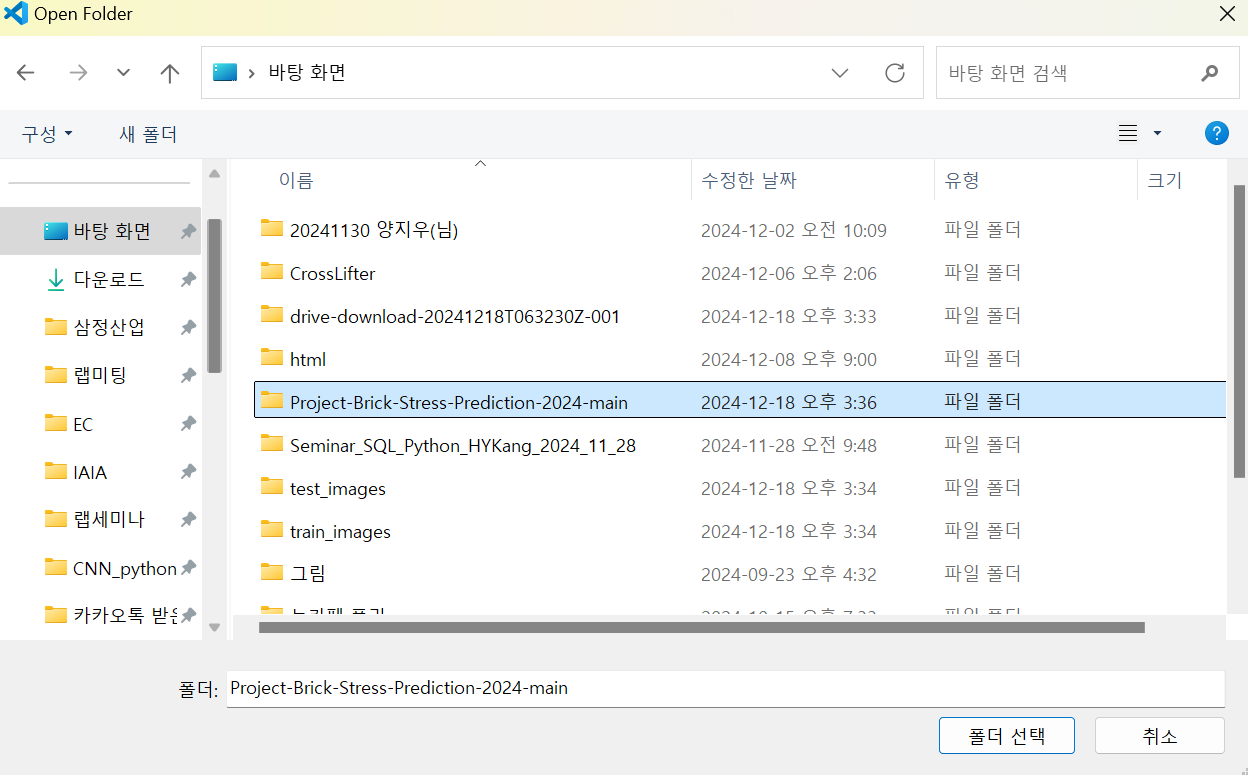 Open Folder
바탕 화면
바탕 화면 검색
구성
새 폴더
이름 수정한 날짜 유형 크기
바탕 화면
다운로드
삼정산업
랩미팅
EC
IAIA
랩세미나
CNN_python
카카오톡 받은
20241130 양지우(님) 2024-12-02 오전 10:09 파일 폴더
CrossLifter 2024-12-06 오후 2:06 파일 폴더
drive-download-20241218T063230Z-001 2024-12-18 오후 3:33 파일 폴더
html 2024-12-08 오후 9:00 파일 폴더
Project-Brick-Stress-Prediction-2024-main 2024-12-18 오후 3:36 파일 폴더
Seminar_SQL_Python_HYKang_2024_11_28 2024-11-28 오전 9:48 파일 폴더
test_images 2024-12-18 오후 3:34 파일 폴더
train_images 2024-12-18 오후 3:34 파일 폴더
그림 2024-09-23 오후 4:32 파일 폴더
폴더: Project-Brick-Stress-Prediction-2024-main
폴더 선택
취소